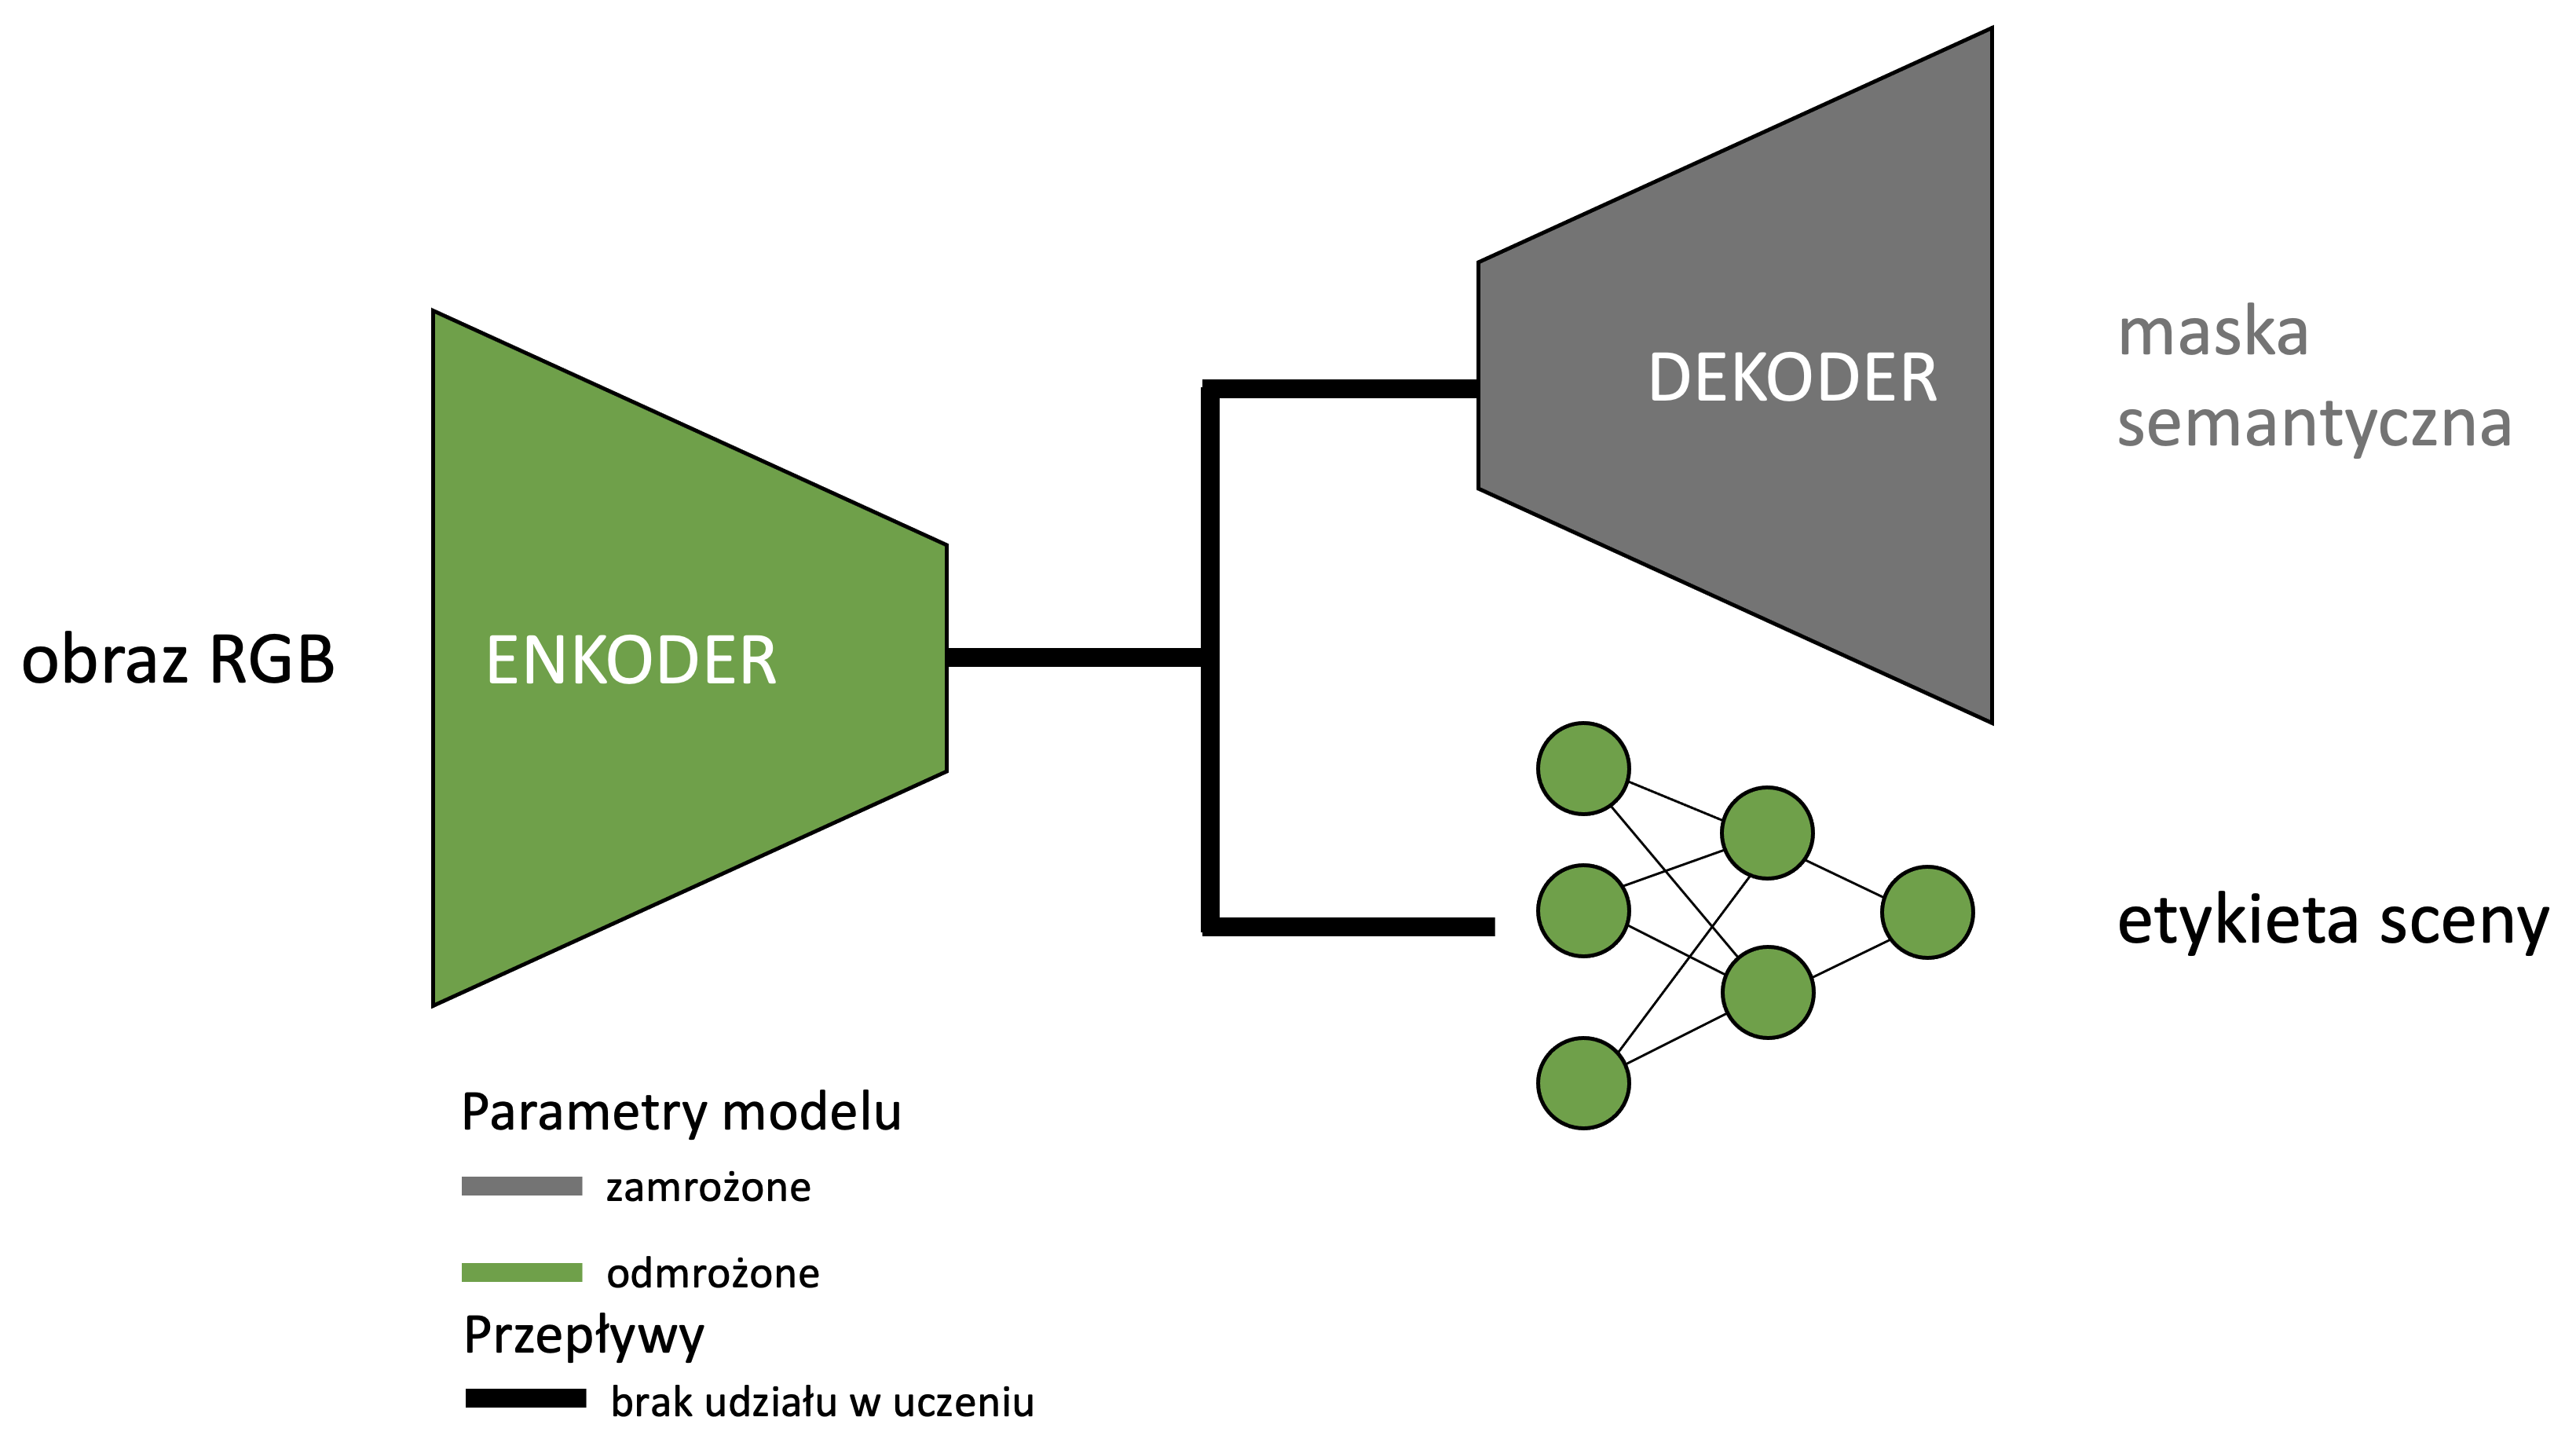 DEKODER
maska
semantyczna
obraz RGB
ENKODER
etykieta sceny
Parametry modelu
zamrożone
odmrożone
Przepływy
brak udziału w uczeniu